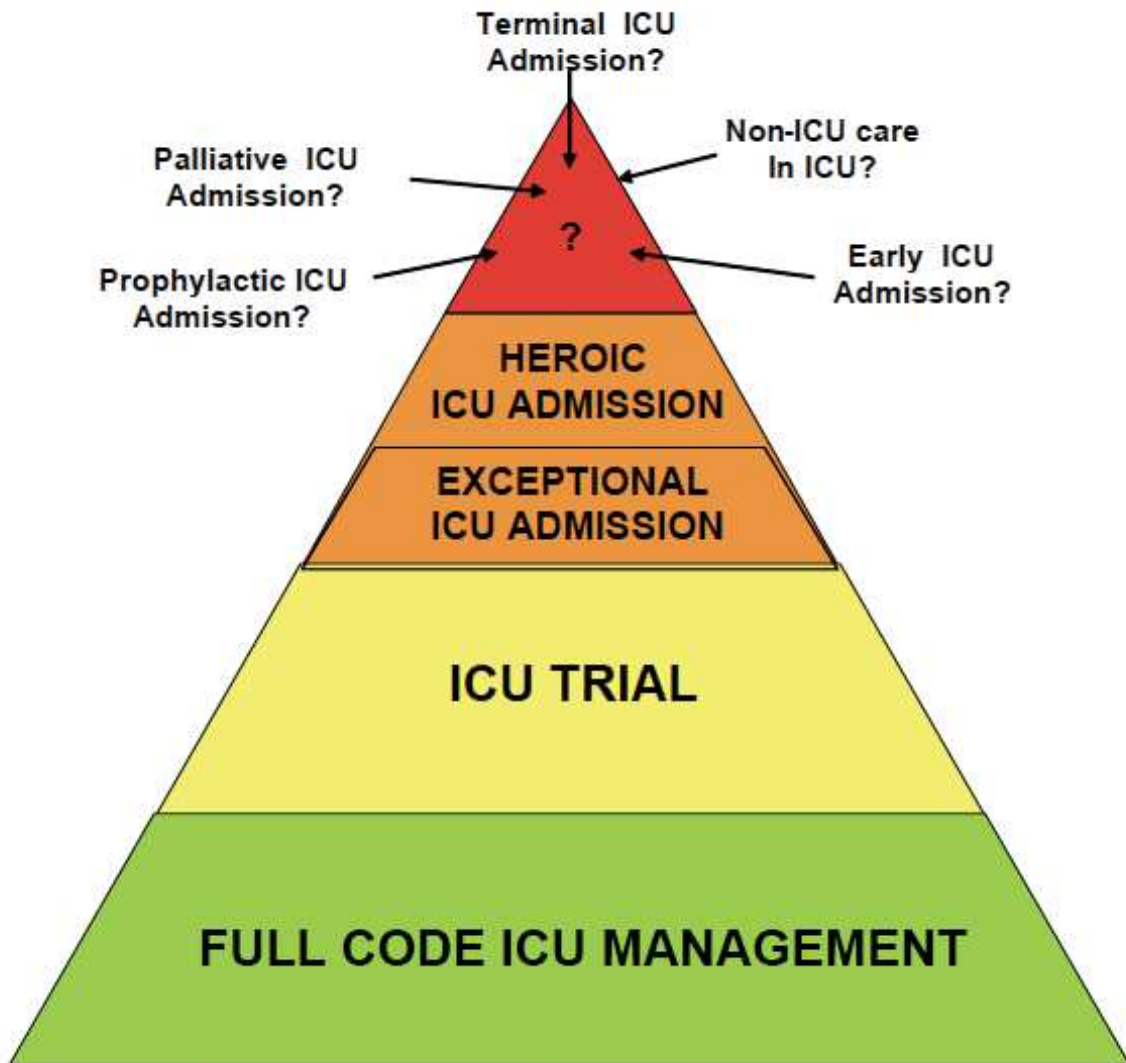 Terminal ICU
Admission?
Non-ICU care
In ICU?
Palliative ICU
Admission?
?
Early ICU
Admission?
Prophylactic ICU
Admission?
HEROIC
ICU ADMISSION
EXCEPTIONAL
ICU ADMISSION
ICU TRIAL
FULL CODE ICU MANAGEMENT